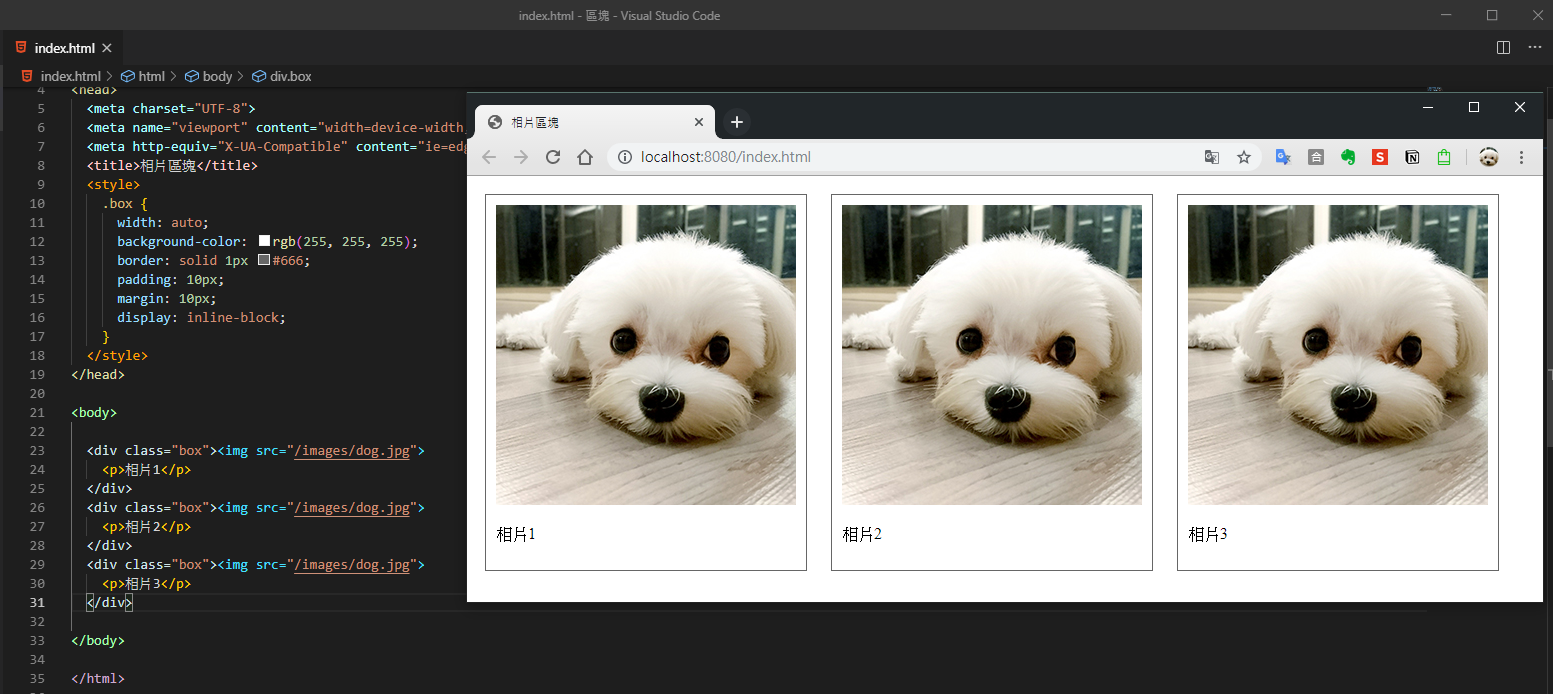 index.html - 區塊 - Visual Studio Code
index.html
index.html > html > body > div.box
4 <head>
5 <meta charset="UTF-8">
6 <meta name="viewport" content="width=device-width,
7 <meta http-equiv="X-UA-Compatible" content="ie=edg
8 <title>相片區塊</title>
9 <style>
10 .box {
11 width: auto;
12 background-color: rgb(255, 255, 255);
13 border: solid 1px #666;
14 padding: 10px;
15 margin: 10px;
16 display: inline-block;
17 }
18 </style>
19 </head>
20
21 <body>
22
23 <div class="box"><img src="/images/dog.jpg">
24 <p>相片1</p>
25 </div>
26 <div class="box"><img src="/images/dog.jpg">
27 <p>相片2</p>
28 </div>
29 <div class="box"><img src="/images/dog.jpg">
30 <p>相片3</p>
31 </div>
32
33 </body>
34
35 </html>
相片區塊
localhost:8080/index.html
相片1
相片2
相片3